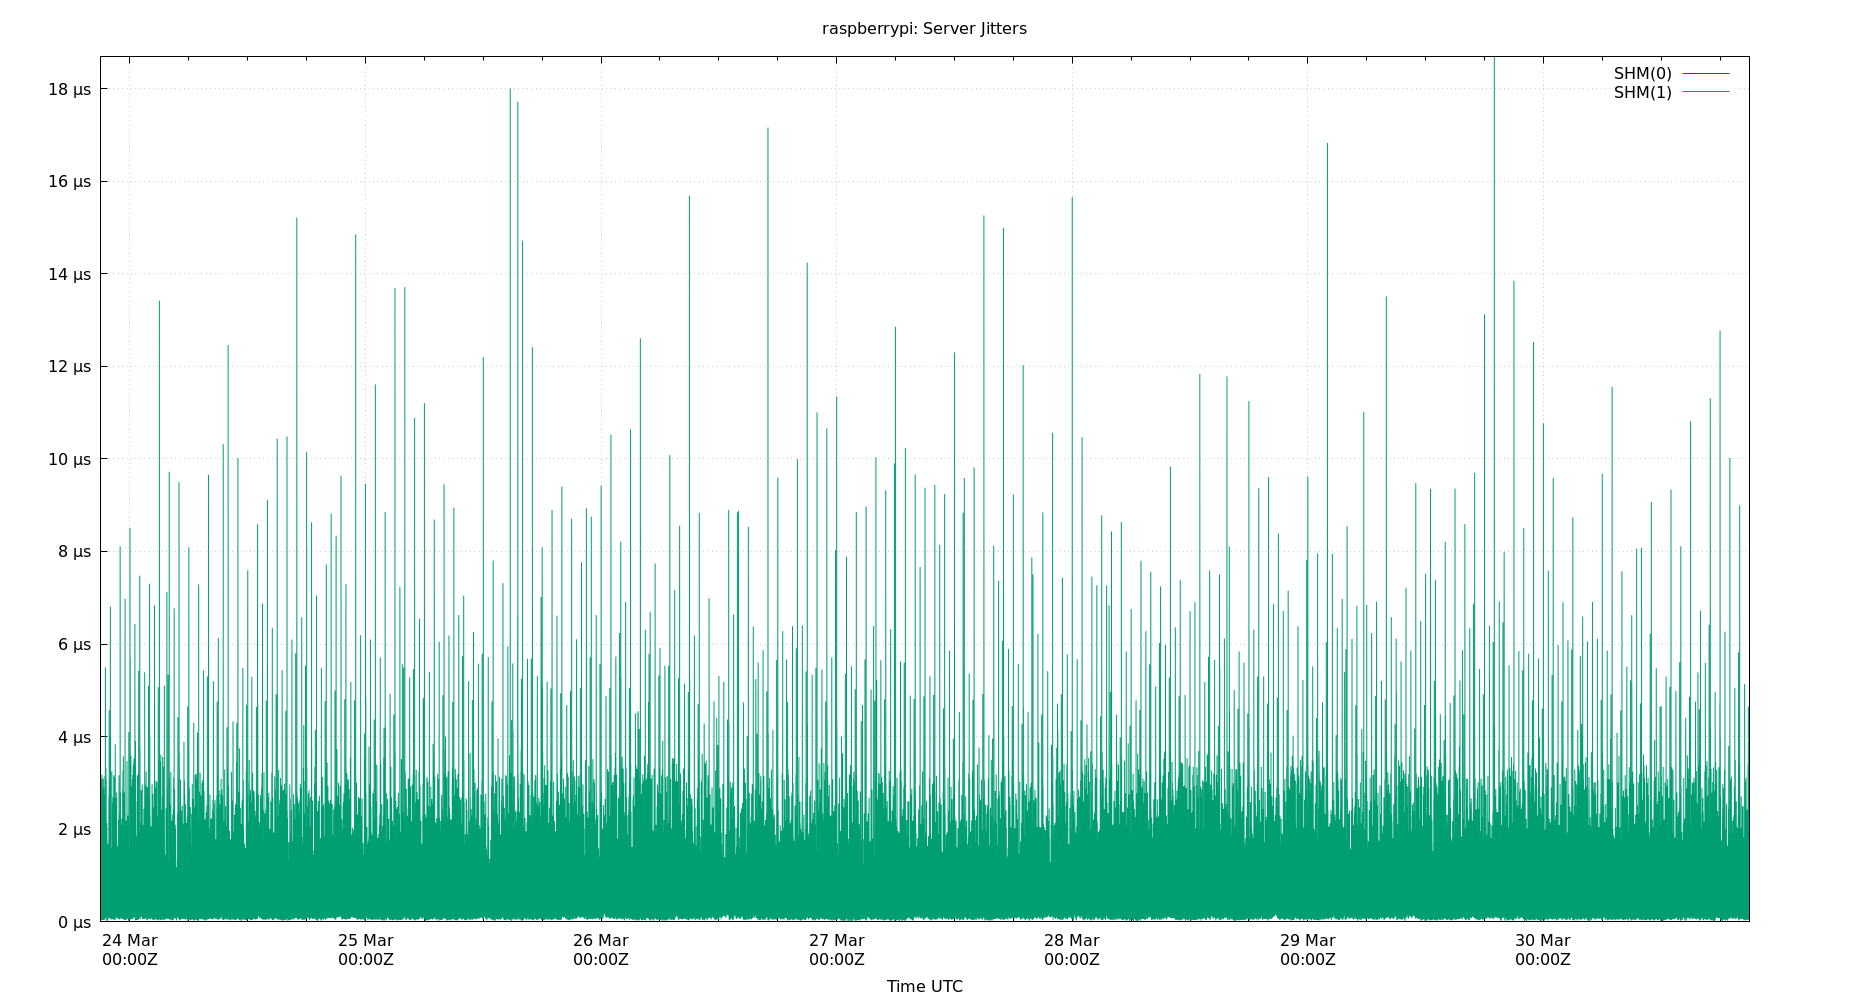 raspberrypi: Server Jitters
SHM(0)
SHM(1)
18 µs
16 µs
14 µs
12 µs
10 µs
8 µs
6 µs
4 µs
2 µs
0 µs
24 Mar 25 Mar 26 Mar 27 Mar 28 Mar 29 Mar 30 Mar
00:00Z 00:00Z 00:00Z 00:00Z 00:00Z 00:00Z 00:00Z
Time UTC